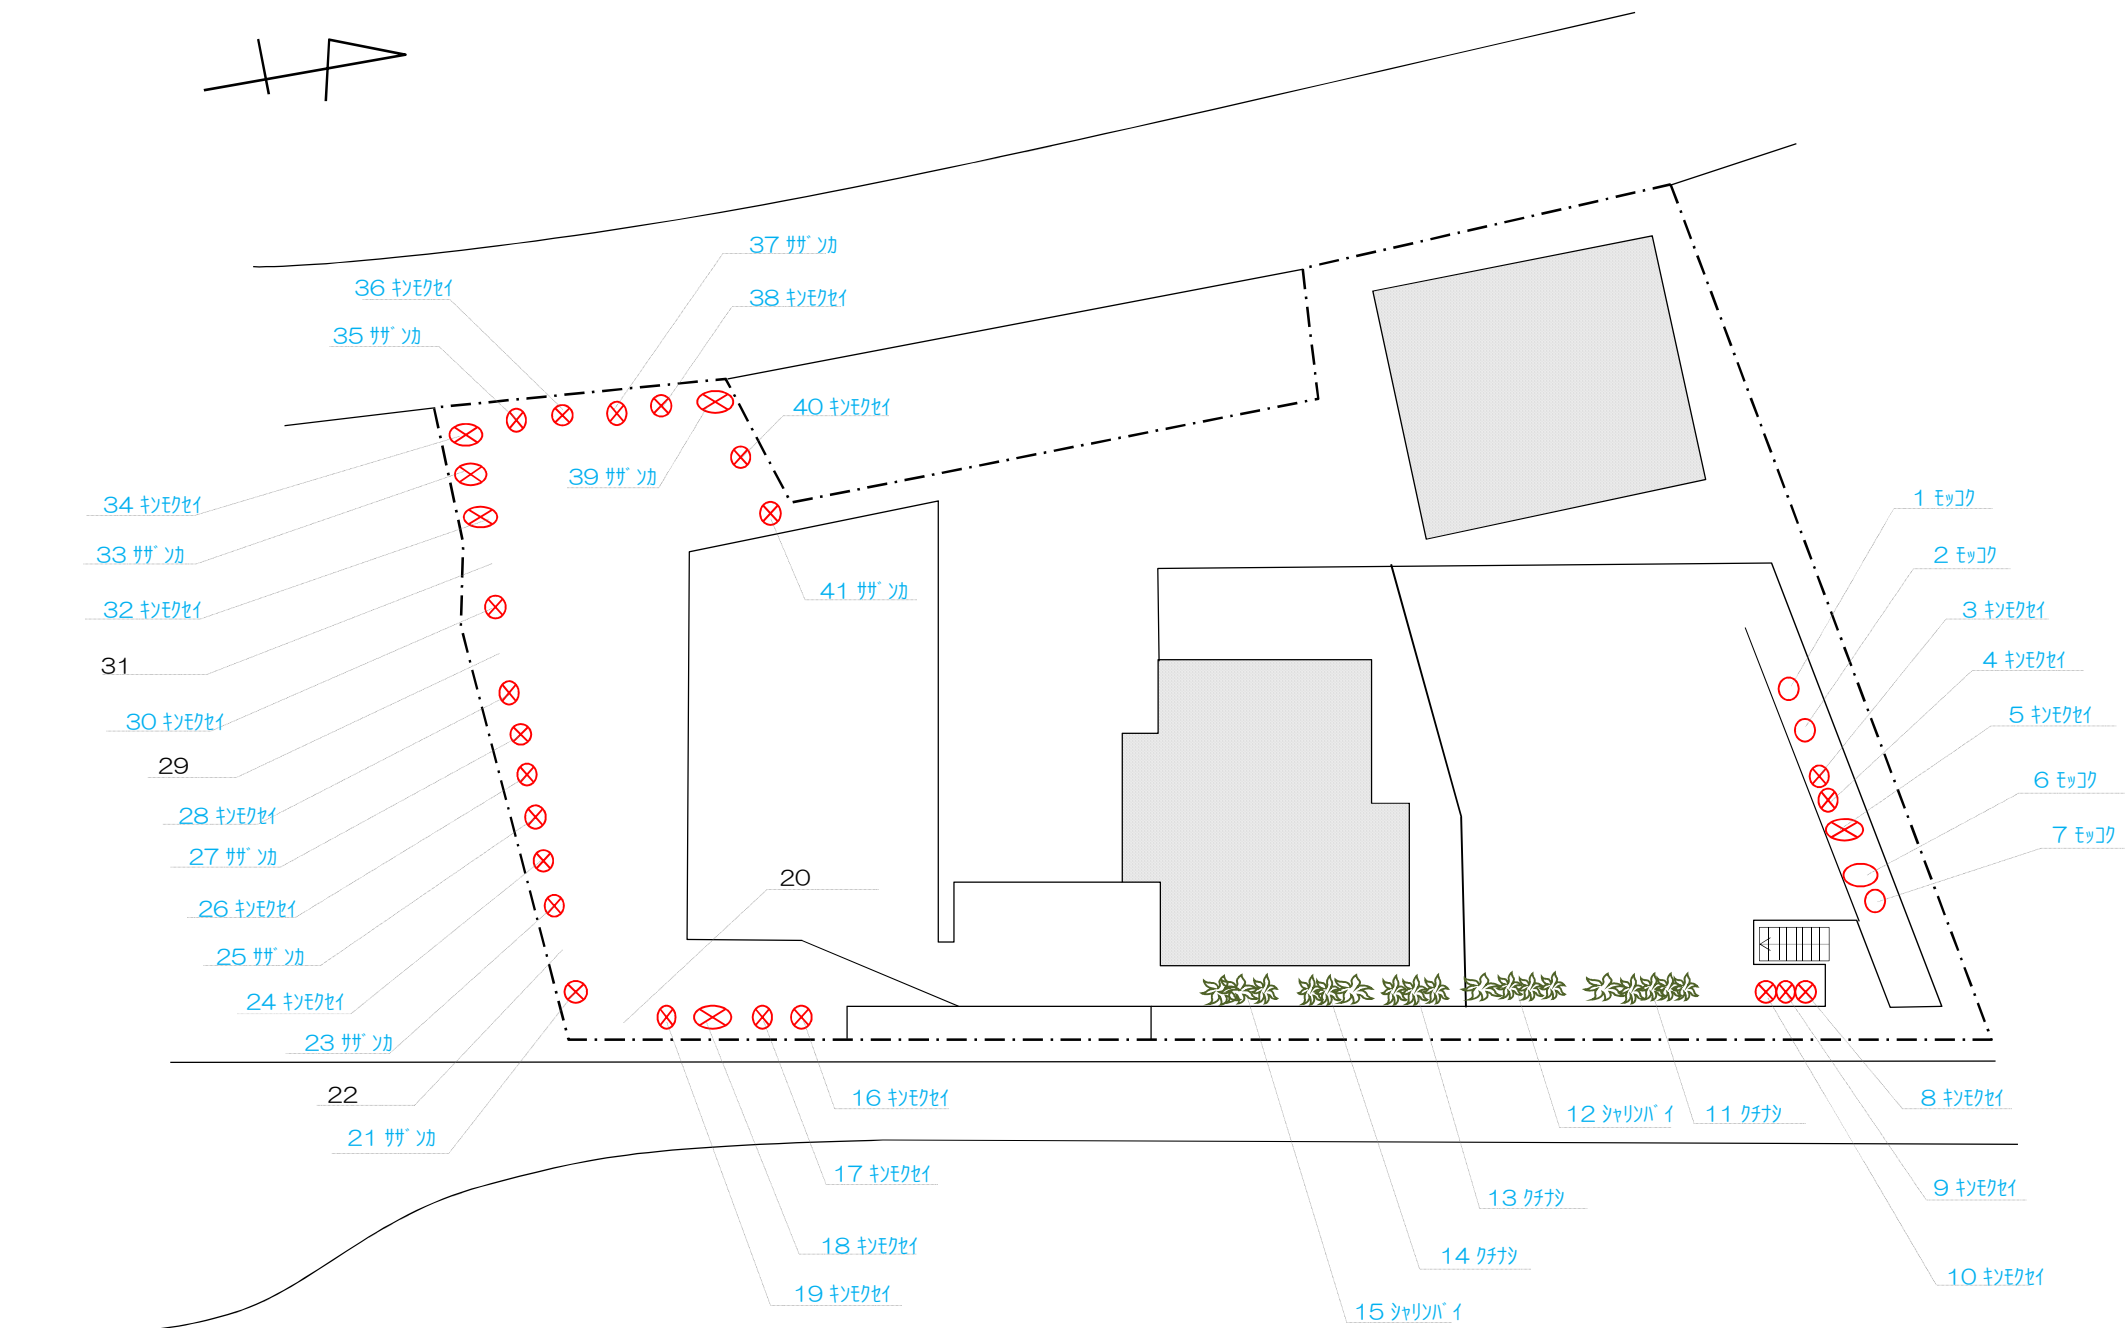 37 ｻｻﾞﾝｶ
36 ｷﾝﾓｸｾｲ
38 ｷﾝﾓｸｾｲ
35 ｻｻﾞﾝｶ
40 ｷﾝﾓｸｾｲ
39 ｻｻﾞﾝｶ
34 ｷﾝﾓｸｾｲ
33 ｻｻﾞﾝｶ
32 ｷﾝﾓｸｾｲ
41 ｻｻﾞﾝｶ
31
30 ｷﾝﾓｸｾｲ
29
28 ｷﾝﾓｸｾｲ
27 ｻｻﾞﾝｶ
26 ｷﾝﾓｸｾｲ
25 ｻｻﾞﾝｶ
24 ｷﾝﾓｸｾｲ
23 ｻｻﾞﾝｶ
22
21 ｻｻﾞﾝｶ
20
1 ﾓｯｺｸ
2 ﾓｯｺｸ
3 ｷﾝﾓｸｾｲ
4 ｷﾝﾓｸｾｲ
5 ｷﾝﾓｸｾｲ
6 ﾓｯｺｸ
7 ﾓｯｺｸ
16 ｷﾝﾓｸｾｲ
17 ｷﾝﾓｸｾｲ
18 ｷﾝﾓｸｾｲ
19 ｷﾝﾓｸｾｲ
12 ｼｬﾘﾝﾊﾞｲ
11 ｸﾁﾅｼ
8 ｷﾝﾓｸｾｲ
13 ｸﾁﾅｼ
9 ｷﾝﾓｸｾｲ
14 ｸﾁﾅｼ
10 ｷﾝﾓｸｾｲ
15 ｼｬﾘﾝﾊﾞｲ